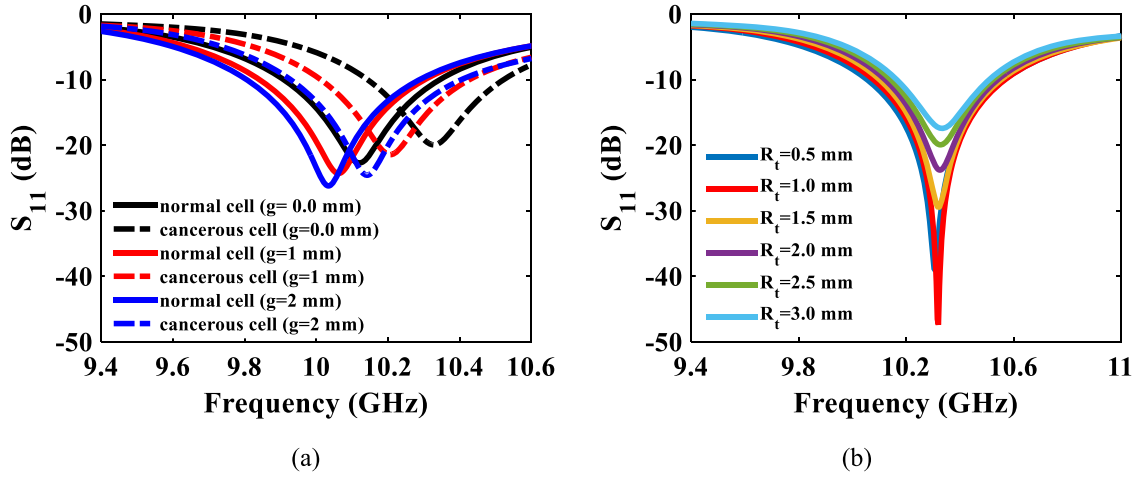 0
-10
-20
-30
-40
-50
S11 (dB)
normal cell (g= 0.0 mm)
cancerous cell (g=0.0 mm)
normal cell (g=1 mm)
cancerous cell (g=1 mm)
normal cell (g=2 mm)
cancerous cell (g=2 mm)
9.4 9.6 9.8 10 10.2 10.4 10.6
Frequency (GHz)
(a)
0
-10
-20
-30
-40
-50
S11 (dB)
Rt=0.5 mm
Rt=1.0 mm
Rt=1.5 mm
Rt=2.0 mm
Rt=2.5 mm
Rt=3.0 mm
9.4 9.8 10.2 10.6 11
Frequency (GHz)
(b)